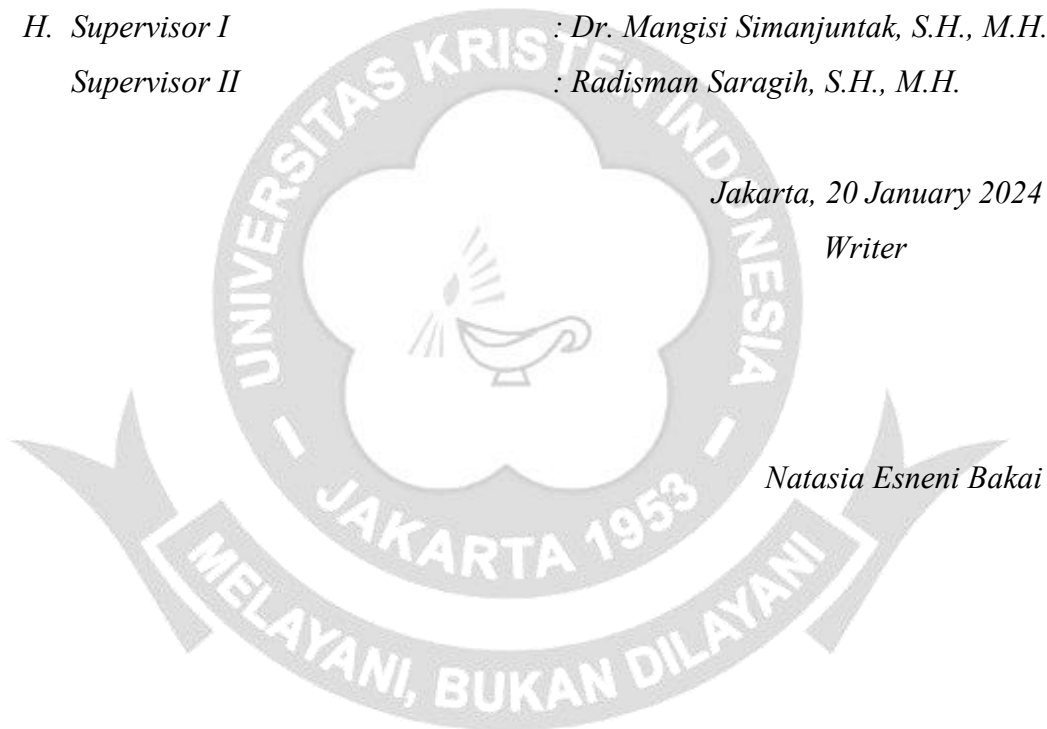 H. Supervisor I : Dr. Mangisi Simanjuntak, S.H., M.H.
Supervisor II : Radisman Saragih, S.H., M.H.
Jakarta, 20 January 2024
Writer
Natasia Esneni Bakai
UNIVERSITAS KRISTEN INDONESIA
- JAKARTA 1953 -
MELAYANI, BUKAN DILAYANI